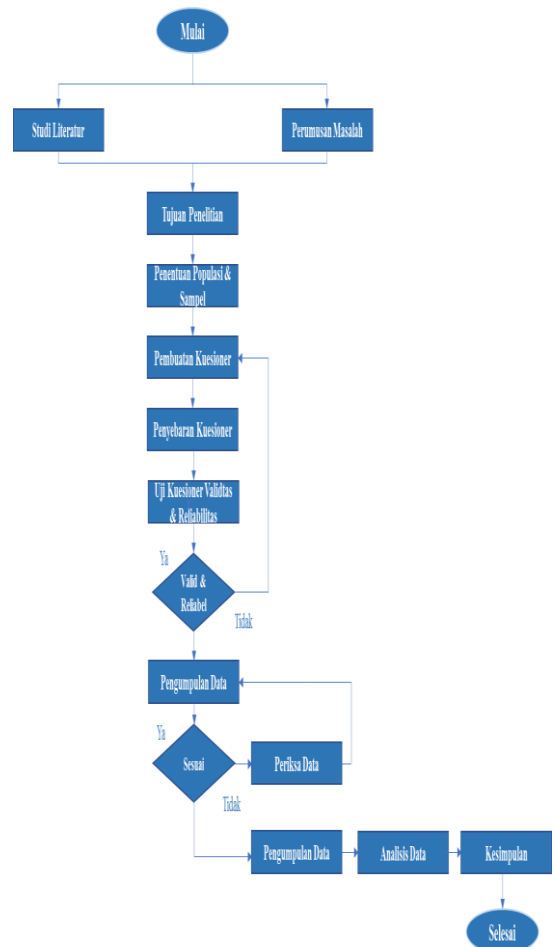 Mulai
Studi Literatur
Perumusan Masalah
Tujuan Penelitian
Penentuan Populasi &
Sampel
Pembuatan Kuesioner
Penyebaran Kuesioner
Uji Kuesioner Validtas
& Reliabilitas
Ya
Valid &
Reliabel
Tidak
Pengumpulan Data
Ya
Sesuai
Periksa Data
Tidak
Pengumpulan Data
Analisis Data
Kesimpulan
Selesai